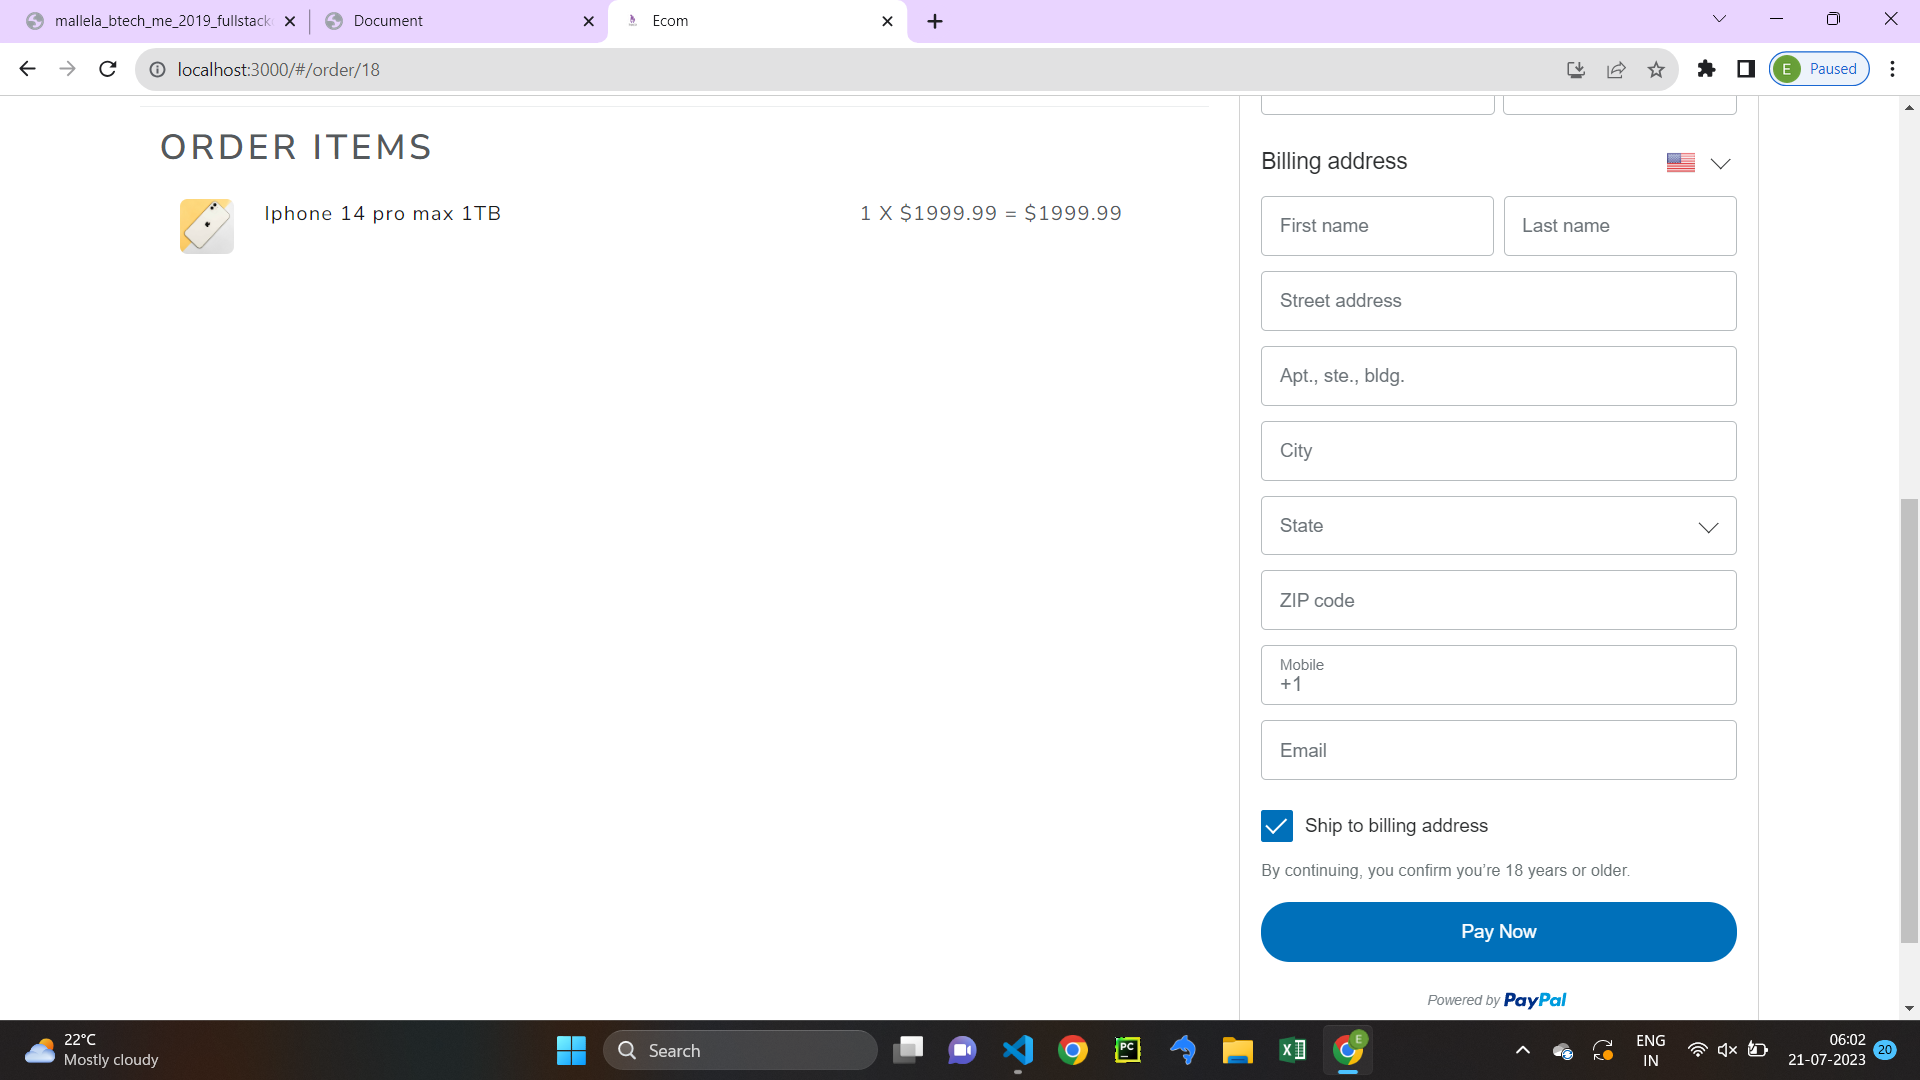 mallela_btech_me_2019_fullstack
Document
Ecom
localhost:3000/#/order/18
E
Paused
ORDER ITEMS
Iphone 14 pro max 1TB
1 X $1999.99 = $1999.99
Billing address
First name
Last name
Street address
Apt., ste., bldg.
City
State
ZIP code
Mobile
+1
Email
Ship to billing address
By continuing, you confirm you’re 18 years or older.
Pay Now
Powered by PayPal
22°C
Mostly cloudy
Search
PC
E
ENG
IN
06:02
21-07-2023
20